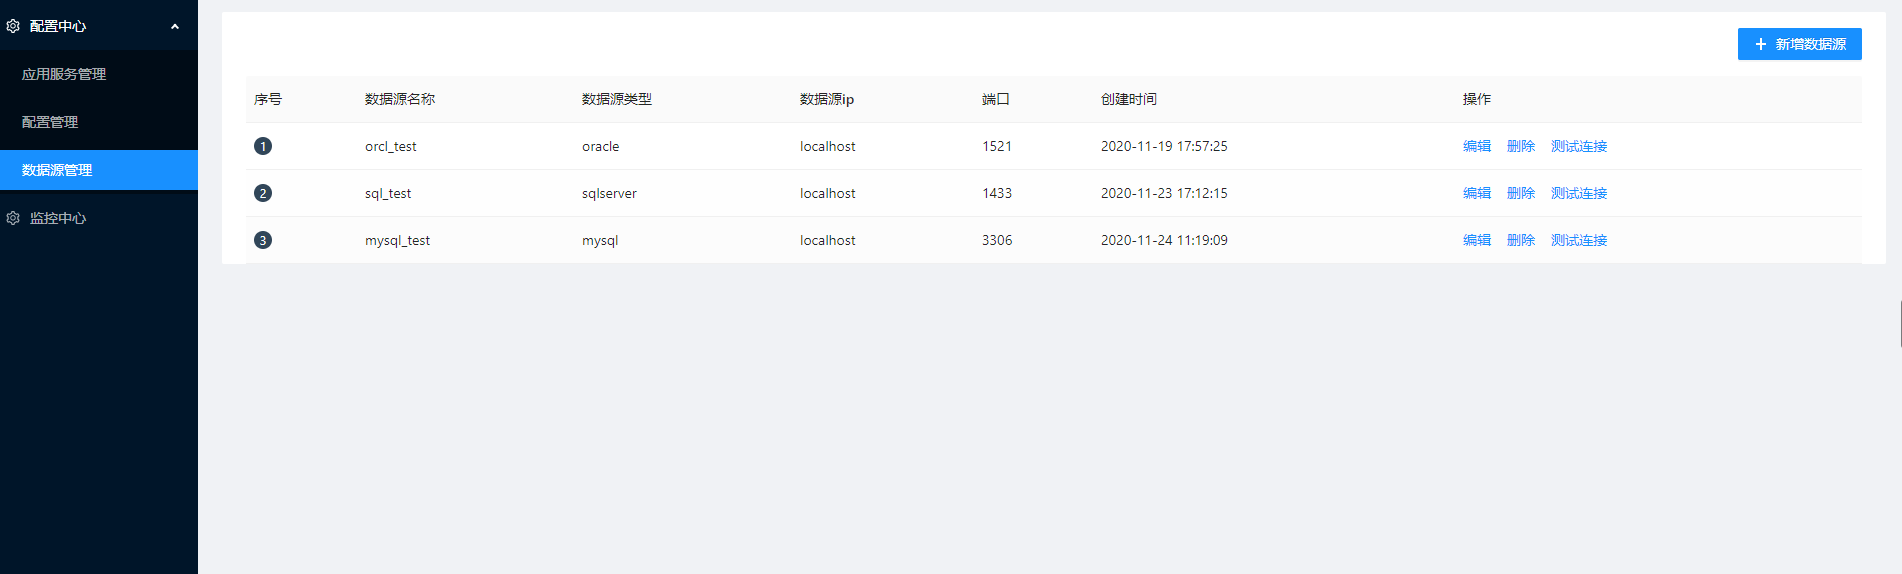 配置中心
应用服务管理
配置管理
数据源管理
监控中心
新增数据源
序号 数据源名称 数据源类型 数据源ip 端口 创建时间 操作
1 orcl_test oracle localhost 1521 2020-11-19 17:57:25 编辑 删除 测试连接
2 sql_test sqlserver localhost 1433 2020-11-23 17:12:15 编辑 删除 测试连接
3 mysql_test mysql localhost 3306 2020-11-24 11:19:09 编辑 删除 测试连接